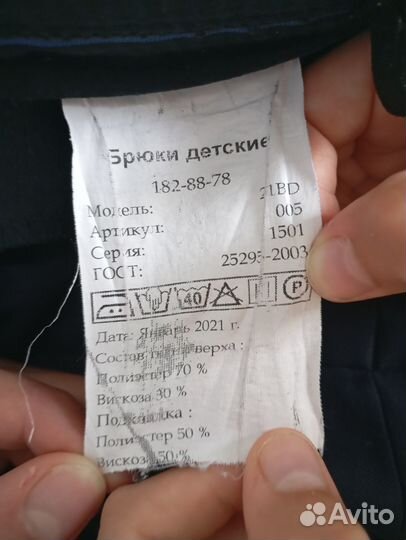 Брюки детские
182-88-78
Модель: 21BD
Артикул: 005
Серия: 1501
ГОСТ: 25295-2003
40 P
Дата: Январь 2021 г.
Состав верха :
Полиэстер 70 %
Вискоза 30 %
Подкладка :
Полиэстер 50 %
Вискоза 50 %
Avito